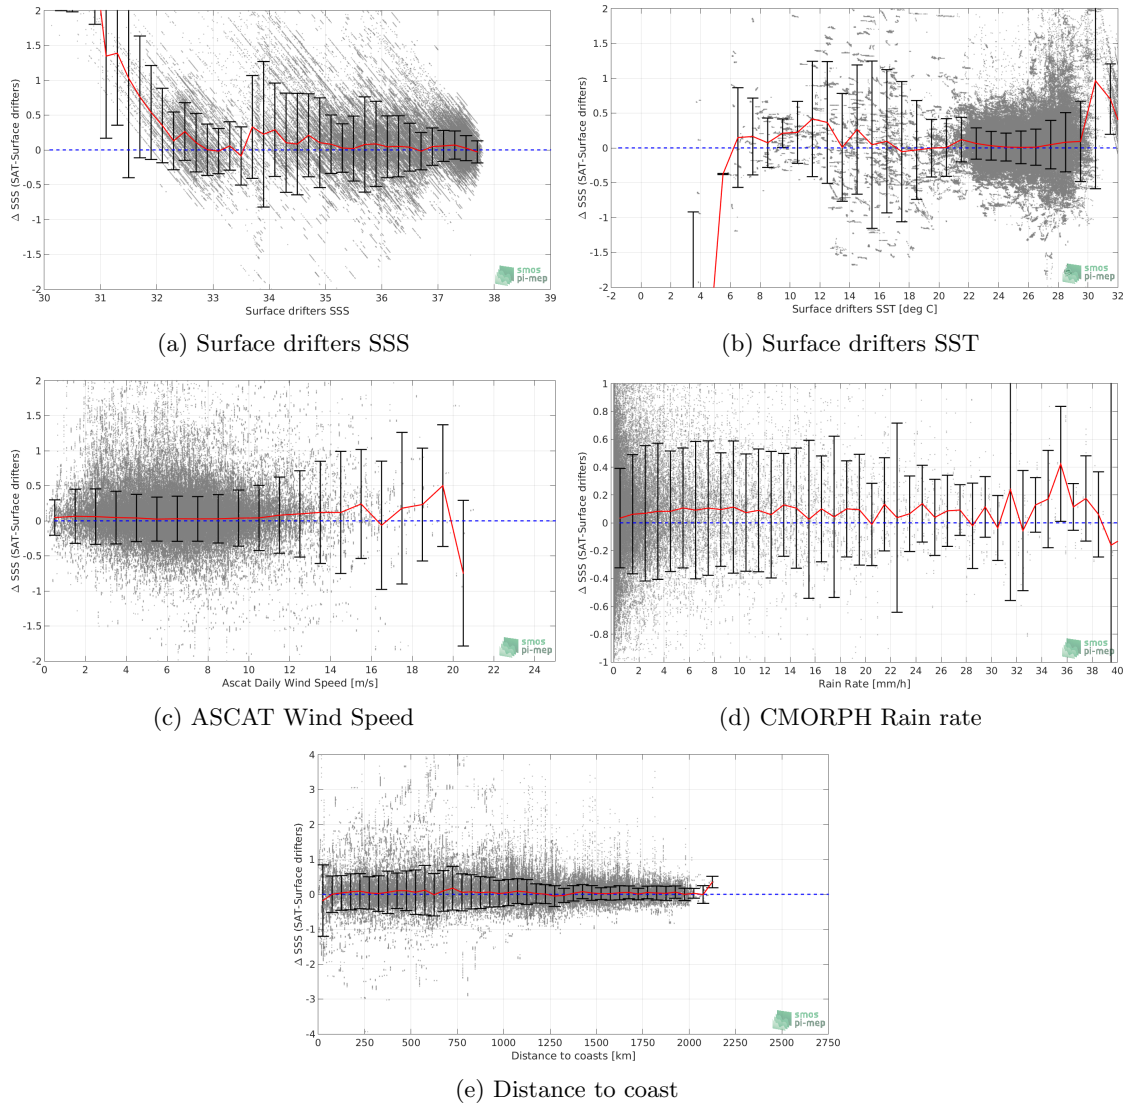 2
1.5
1
0.5
0
-0.5
-1
-1.5
-2
Δ SSS (SAT-Surface drifters)
30 31 32 33 34 35 36 37 38 39
Surface drifters SSS
smos
pi-mep
(a) Surface drifters SSS
2
1.5
1
0.5
0
-0.5
-1
-1.5
-2
Δ SSS (SAT-Surface drifters)
-2 0 2 4 6 8 10 12 14 16 18 20 22 24 26 28 30 32
Surface drifters SST [deg C]
smos
pi-mep
(b) Surface drifters SST
2
1.5
1
0.5
0
-0.5
-1
-1.5
-2
Δ SSS (SAT-Surface drifters)
0 2 4 6 8 10 12 14 16 18 20 22 24
Ascat Daily Wind Speed [m/s]
smos
pi-mep
(c) ASCAT Wind Speed
1
0.8
0.6
0.4
0.2
0
-0.2
-0.4
-0.6
-0.8
-1
Δ SSS (SAT-Surface drifters)
0 2 4 6 8 10 12 14 16 18 20 22 24 26 28 30 32 34 36 38 40
Rain Rate [mm/h]
smos
pi-mep
(d) CMORPH Rain rate
4
3
2
1
0
-1
-2
-3
-4
Δ SSS (SAT-Surface drifters)
0 250 500 750 1000 1250 1500 1750 2000 2250 2500 2750
Distance to coasts [km]
smos
pi-mep
(e) Distance to coast